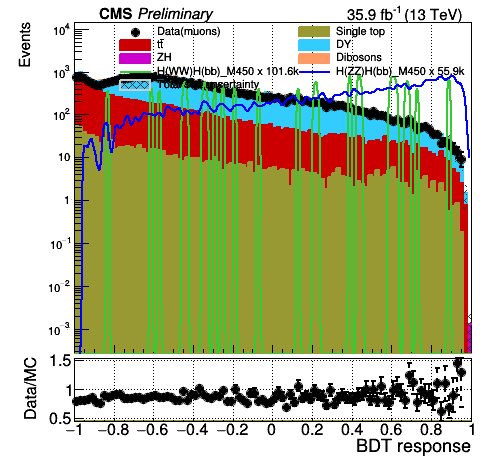 CMS Preliminary 35.9 fb⁻¹ (13 TeV)
Events
Data(muons) Single top
tt̄ DY
ZH Dibosons
H(WW)H(bb)_M450 x 101.6k H(ZZ)H(bb)_M450 x 55.9k
10⁴
10³
10²
10
1
10⁻¹
10⁻²
10⁻³
Data/MC
1.5
1
0.5
−1 −0.8 −0.6 −0.4 −0.2 0 0.2 0.4 0.6 0.8 1
BDT response